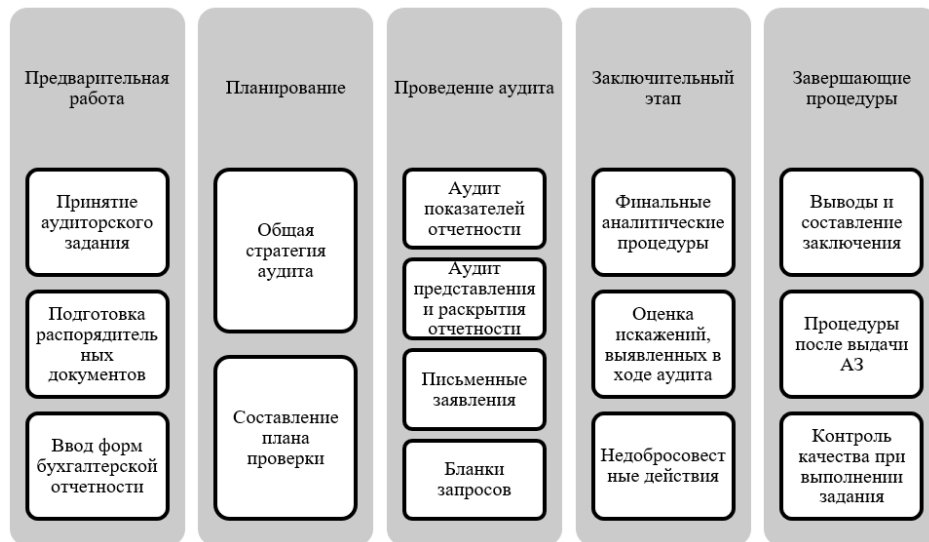 Предварительная
работа
Принятие
аудиторского
задания
Подготовка
распорядитель
ных
документов
Ввод форм
бухгалтерской
отчетности
Планирование
Общая
стратегия
аудита
Составление
плана
проверки
Проведение аудита
Аудит
показателей
отчетности
Аудит
представления
и раскрытия
отчетности
Письменные
заявления
Бланки
запросов
Заключительный
этап
Финальные
аналитические
процедуры
Оценка
искажений,
выявленных в
ходе аудита
Недобросовест
ные действия
Завершающие
процедуры
Выводы и
составление
заключения
Процедуры
после выдачи
АЗ
Контроль
качества при
выполнении
задания